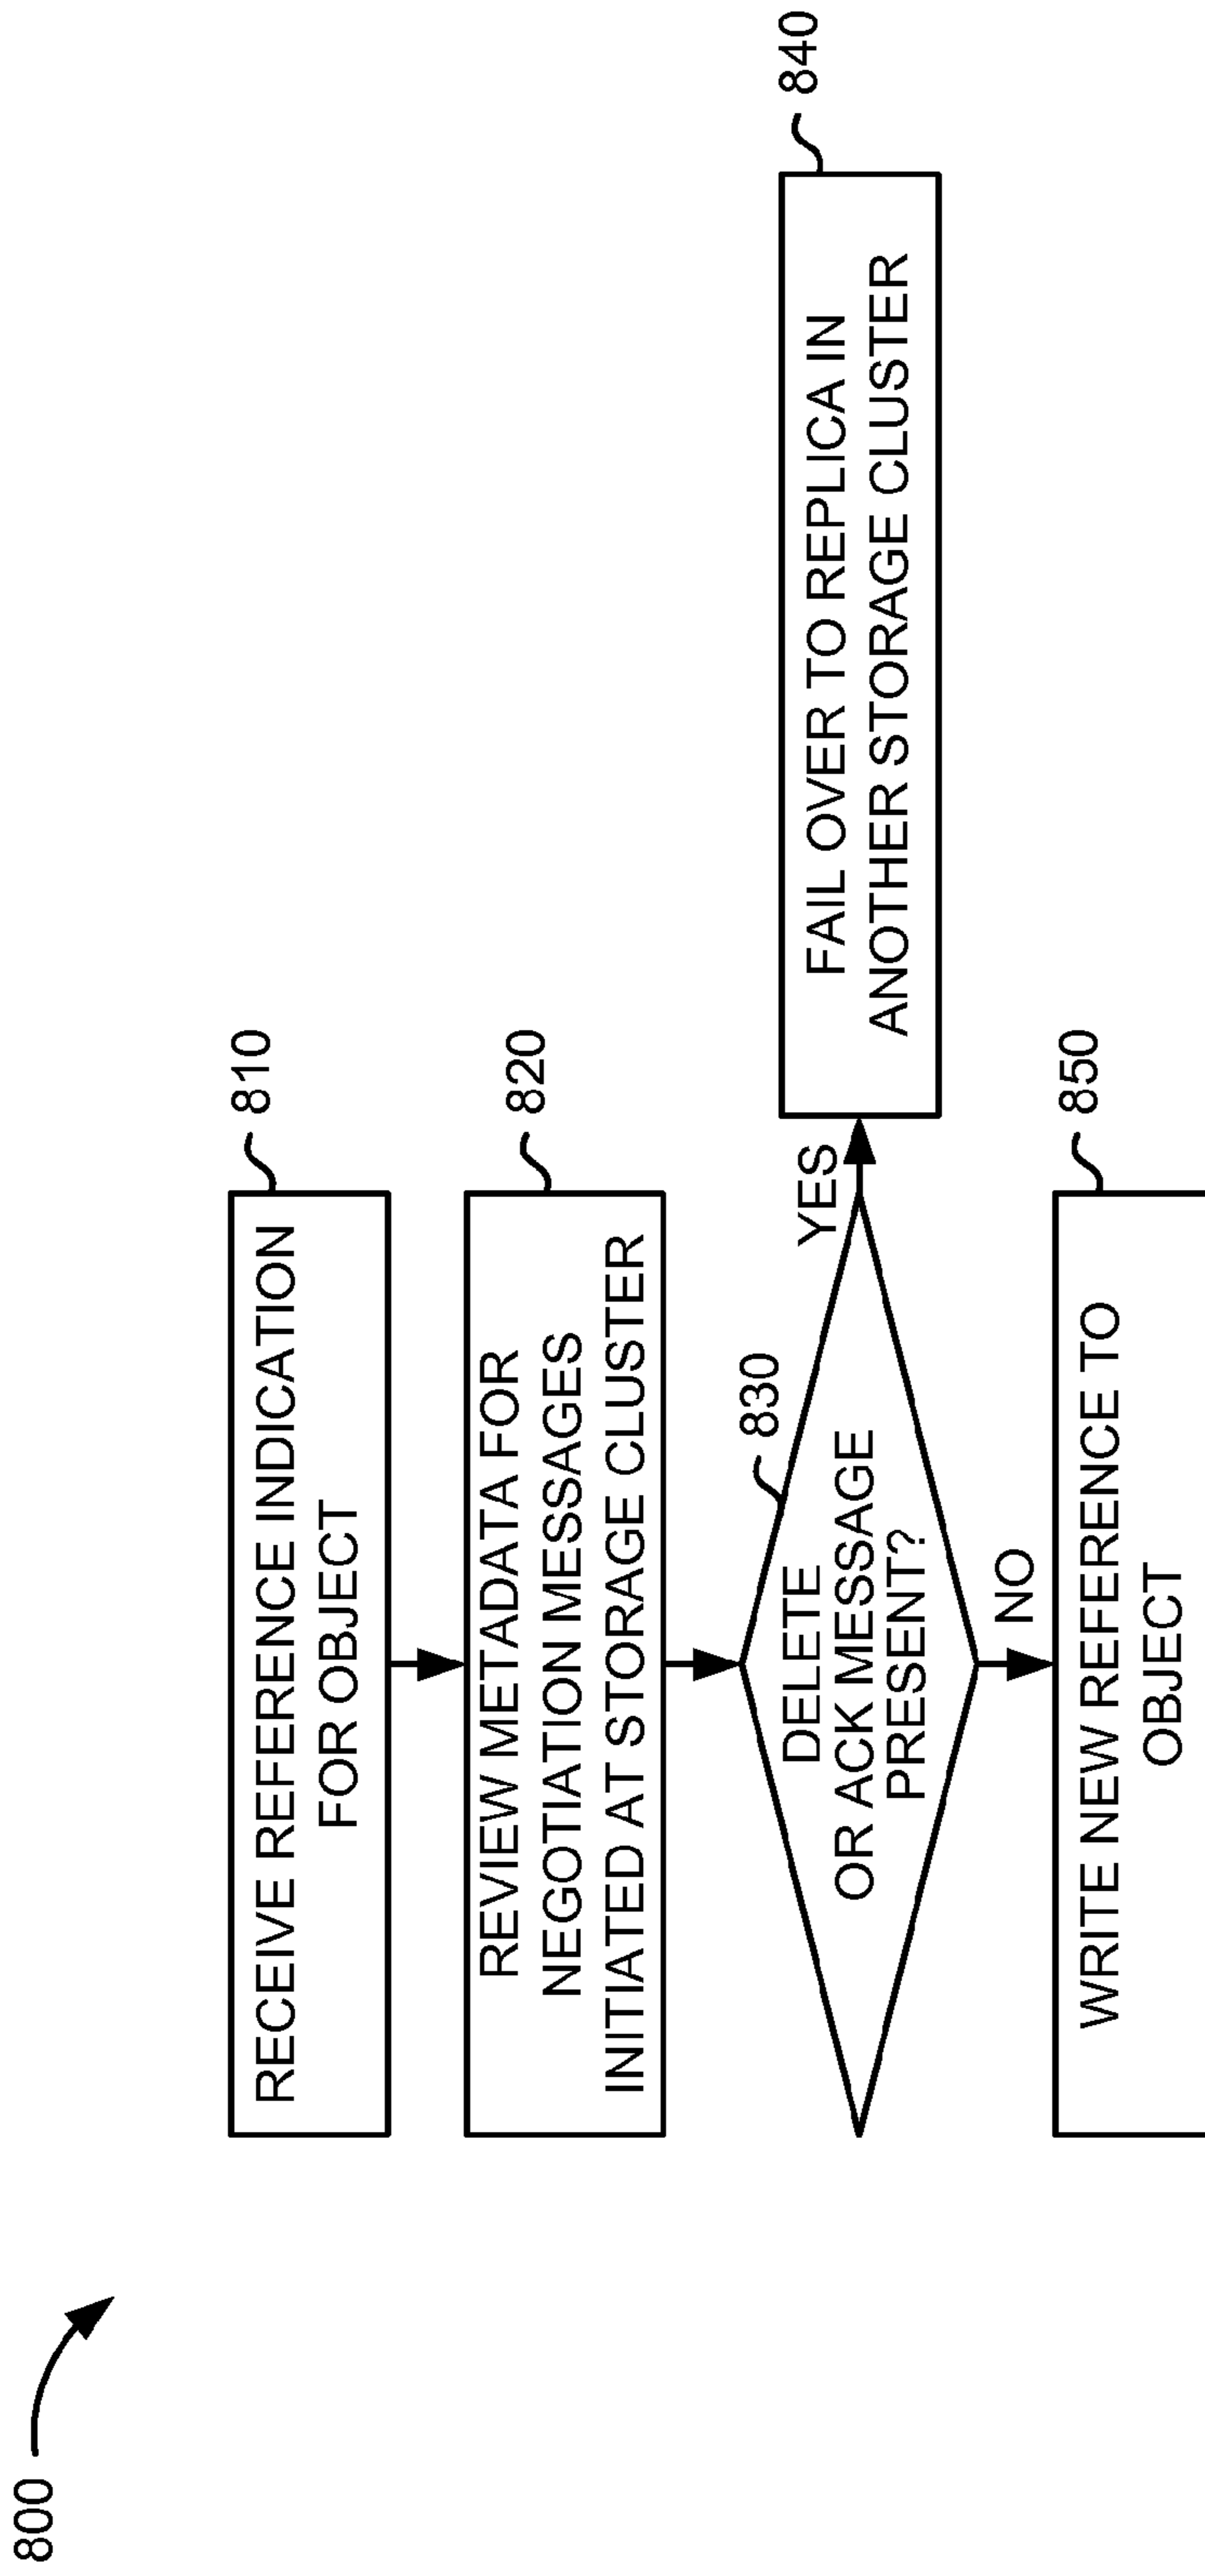 800
810
RECEIVE REFERENCE INDICATION
FOR OBJECT
820
REVIEW METADATA FOR
NEGOTIATION MESSAGES
INITIATED AT STORAGE CLUSTER
830
DELETE
OR ACK MESSAGE
PRESENT?
YES
840
FAIL OVER TO REPLICA IN
ANOTHER STORAGE CLUSTER
NO
850
WRITE NEW REFERENCE TO
OBJECT